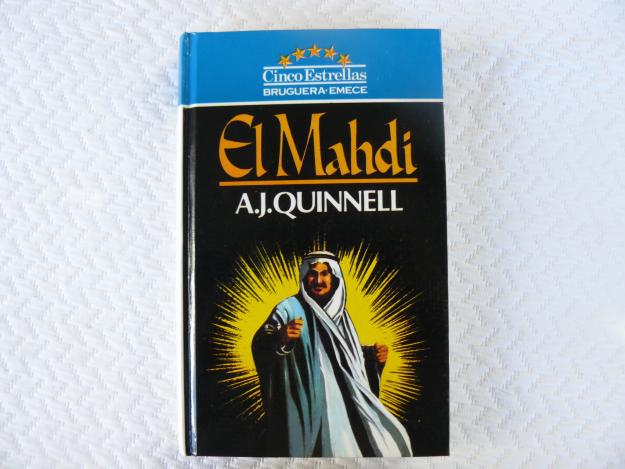 Cinco Estrellas
BRUGUERA·EMECE
El Mahdi
A.J.QUINNELL